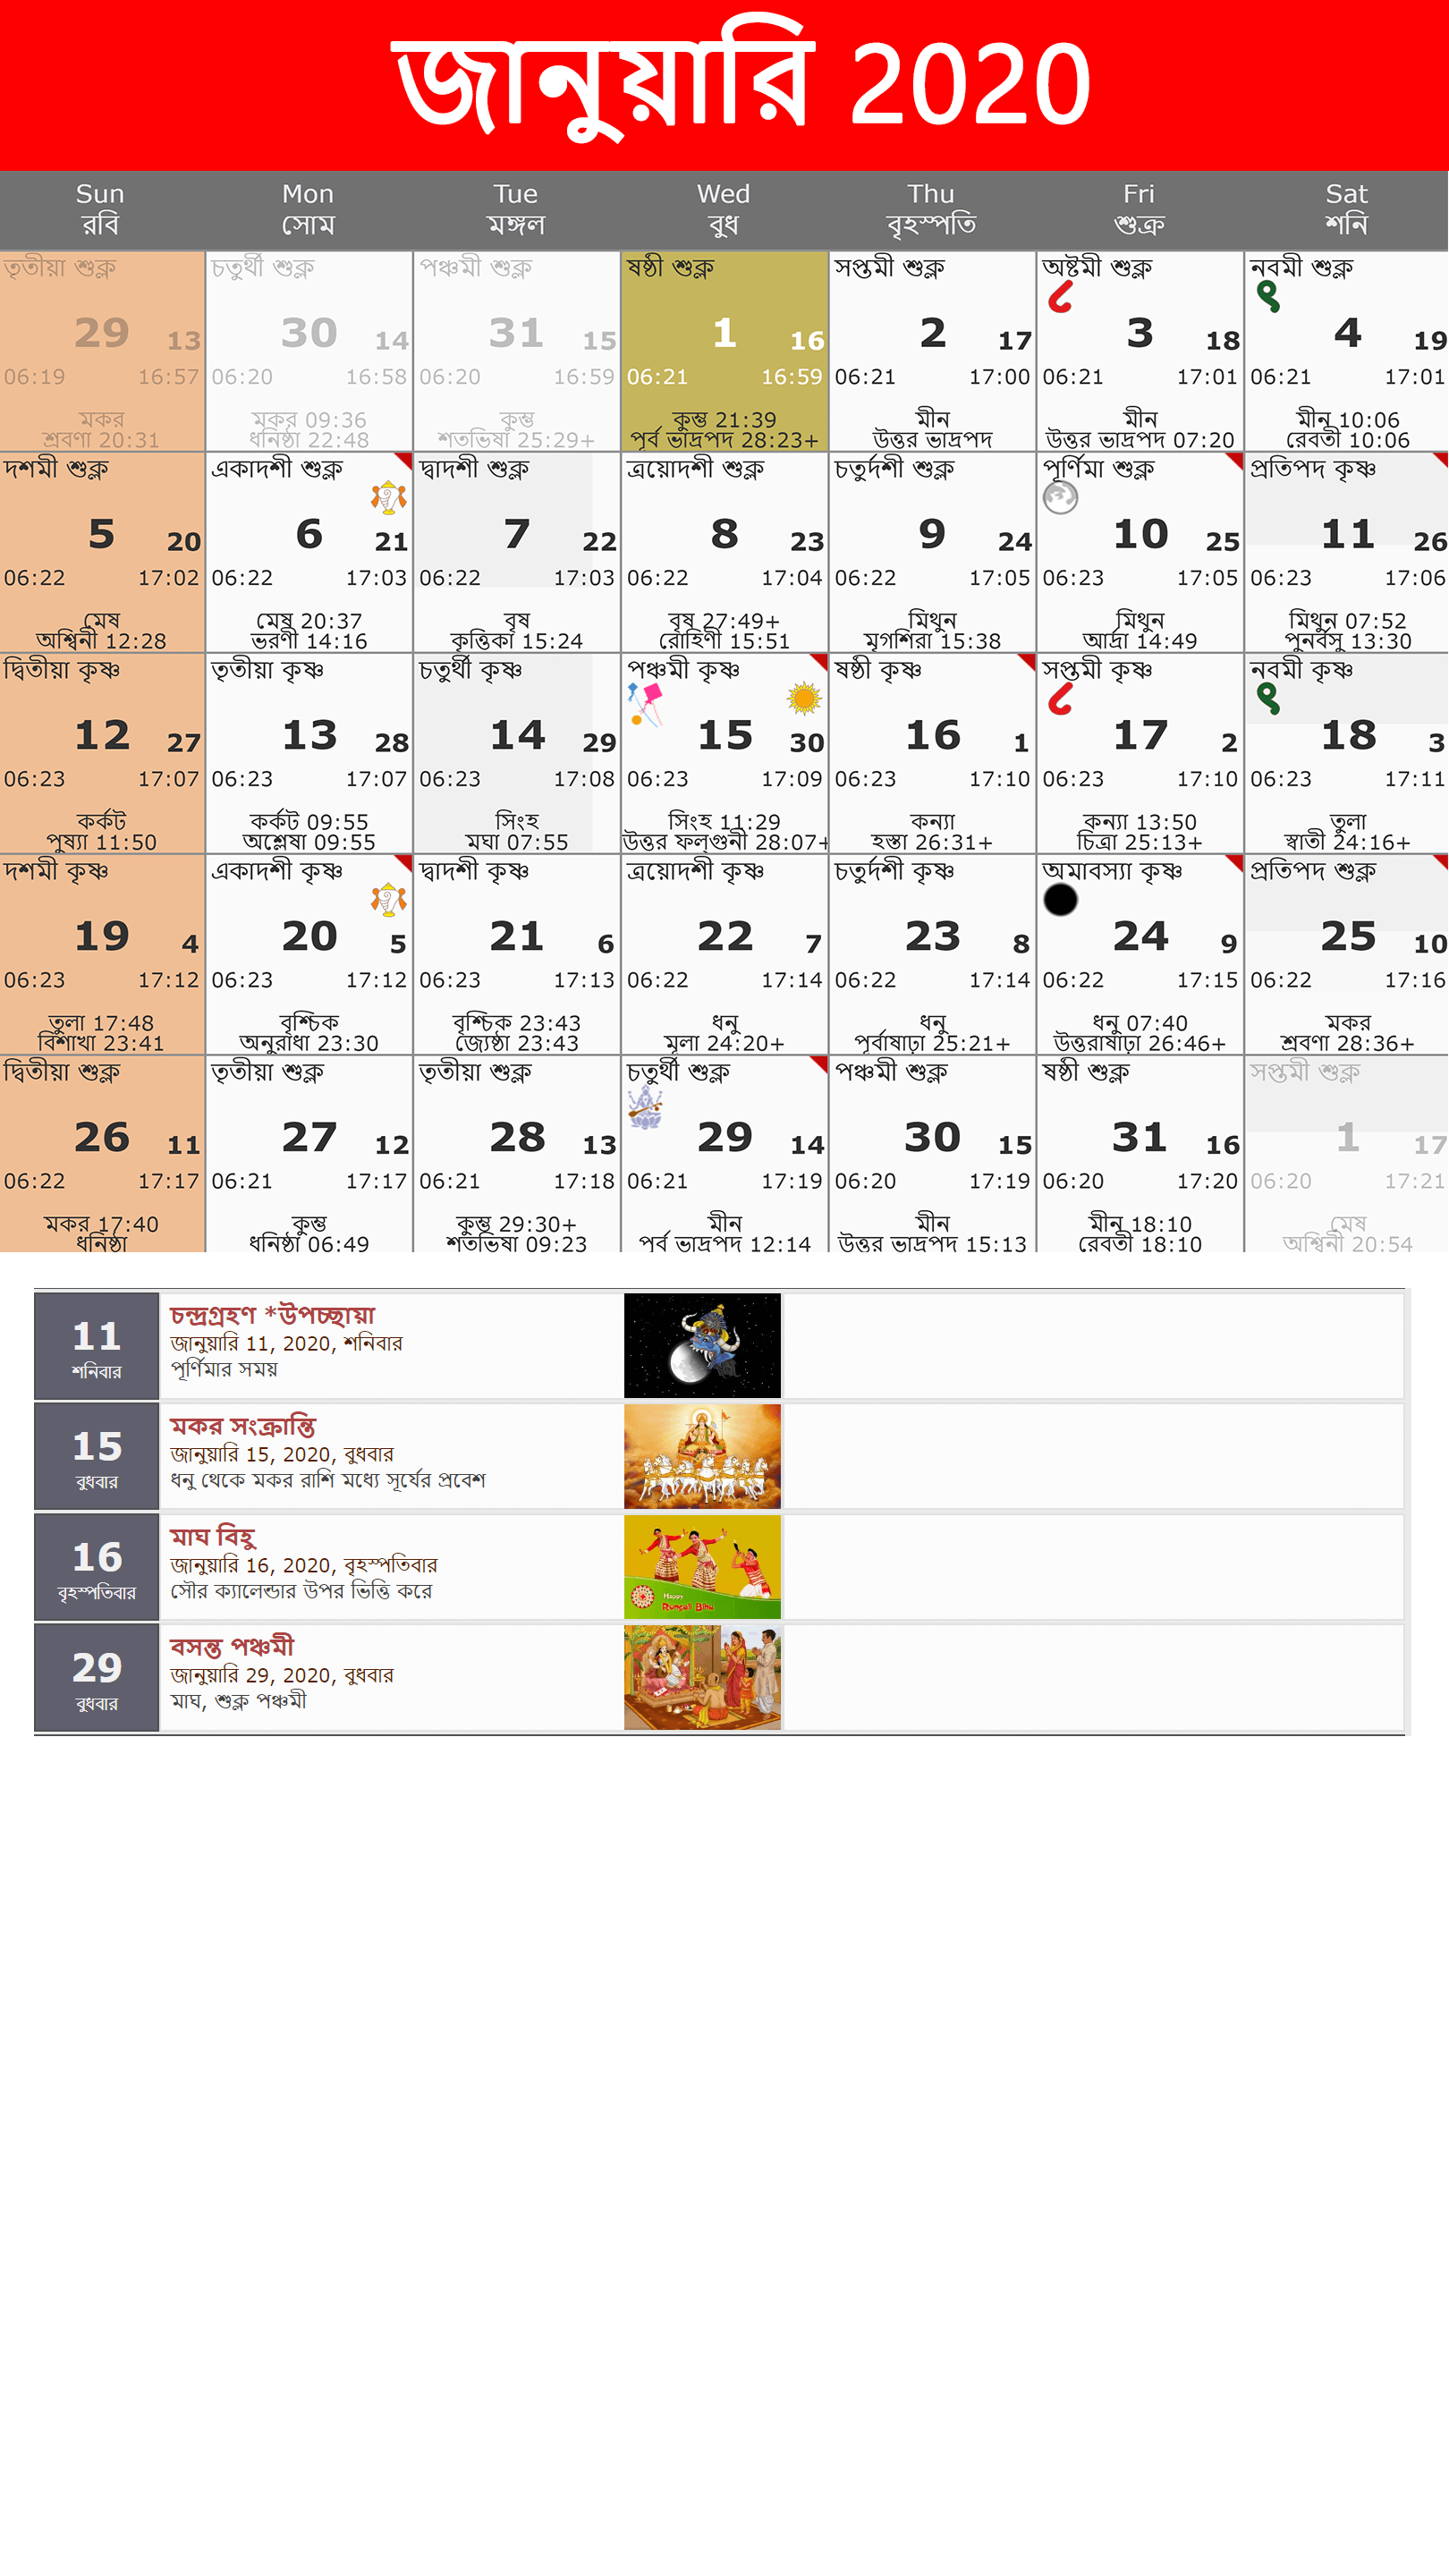 জানুয়ারি 2020
Sun Mon Tue Wed Thu Fri Sat
রবি সোম মঙ্গল বুধ বৃহস্পতি শুক্র শনি
তৃতীয়া শুক্ল চতুর্থী শুক্ল পঞ্চমী শুক্ল ষষ্ঠী শুক্ল সপ্তমী শুক্ল অষ্টমী শুক্ল নবমী শুক্ল
৮ ৯
29 13 30 14 31 15 1 16 2 17 3 18 4 19
06:19 16:57 06:20 16:58 06:20 16:59 06:21 16:59 06:21 17:00 06:21 17:01 06:21 17:01
মকর মকর 09:36 কুম্ভ কুম্ভ 21:39 মীন মীন মীন 10:06
শ্রবণা 20:31 ধনিষ্ঠা 22:48 শতভিষা 25:29+ পূর্ব ভাদ্রপদ 28:23+ উত্তর ভাদ্রপদ উত্তর ভাদ্রপদ 07:20 রেবতী 10:06
দশমী শুক্ল একাদশী শুক্ল দ্বাদশী শুক্ল ত্রয়োদশী শুক্ল চতুর্দশী শুক্ল পূর্ণিমা শুক্ল প্রতিপদ কৃষ্ণ
5 20 6 21 7 22 8 23 9 24 10 25 11 26
06:22 17:02 06:22 17:03 06:22 17:03 06:22 17:04 06:22 17:05 06:23 17:05 06:23 17:06
মেষ মেষ 20:37 বৃষ বৃষ 27:49+ মিথুন মিথুন মিথুন 07:52
অশ্বিনী 12:28 ভরণী 14:16 কৃত্তিকা 15:24 রোহিণী 15:51 মৃগশিরা 15:38 আর্দ্রা 14:49 পুনর্বসু 13:30
দ্বিতীয়া কৃষ্ণ তৃতীয়া কৃষ্ণ চতুর্থী কৃষ্ণ পঞ্চমী কৃষ্ণ ষষ্ঠী কৃষ্ণ সপ্তমী কৃষ্ণ নবমী কৃষ্ণ
৮ ৯
12 27 13 28 14 29 15 30 16 1 17 2 18 3
06:23 17:07 06:23 17:07 06:23 17:08 06:23 17:09 06:23 17:10 06:23 17:10 06:23 17:11
কর্কট কর্কট 09:55 সিংহ সিংহ 11:29 কন্যা কন্যা 13:50 তুলা
পুষ্যা 11:50 অশ্লেষা 09:55 মঘা 07:55 উত্তর ফল্গুনী 28:07+ হস্তা 26:31+ চিত্রা 25:13+ স্বাতী 24:16+
দশমী কৃষ্ণ একাদশী কৃষ্ণ দ্বাদশী কৃষ্ণ ত্রয়োদশী কৃষ্ণ চতুর্দশী কৃষ্ণ অমাবস্যা কৃষ্ণ প্রতিপদ শুক্ল
19 4 20 5 21 6 22 7 23 8 24 9 25 10
06:23 17:12 06:23 17:12 06:23 17:13 06:22 17:14 06:22 17:14 06:22 17:15 06:22 17:16
তুলা 17:48 বৃশ্চিক বৃশ্চিক 23:43 ধনু ধনু ধনু 07:40 মকর
বিশাখা 23:41 অনুরাধা 23:30 জ্যেষ্ঠা 23:43 মূলা 24:20+ পূর্বাষাঢ়া 25:21+ উত্তরাষাঢ়া 26:46+ শ্রবণা 28:36+
দ্বিতীয়া শুক্ল তৃতীয়া শুক্ল তৃতীয়া শুক্ল চতুর্থী শুক্ল পঞ্চমী শুক্ল ষষ্ঠী শুক্ল সপ্তমী শুক্ল
26 11 27 12 28 13 29 14 30 15 31 16 1 17
06:22 17:17 06:21 17:17 06:21 17:18 06:21 17:19 06:20 17:19 06:20 17:20 06:20 17:21
মকর 17:40 কুম্ভ কুম্ভ 29:30+ মীন মীন মীন 18:10 মেষ
ধনিষ্ঠা ধনিষ্ঠা 06:49 শতভিষা 09:23 পূর্ব ভাদ্রপদ 12:14 উত্তর ভাদ্রপদ 15:13 রেবতী 18:10 অশ্বিনী 20:54
11
শনিবার
চন্দ্রগ্রহণ *উপচ্ছায়া
জানুয়ারি 11, 2020, শনিবার
পূর্ণিমার সময়
15
বুধবার
মকর সংক্রান্তি
জানুয়ারি 15, 2020, বুধবার
ধনু থেকে মকর রাশি মধ্যে সূর্যের প্রবেশ
16
বৃহস্পতিবার
মাঘ বিহু
জানুয়ারি 16, 2020, বৃহস্পতিবার
সৌর ক্যালেন্ডার উপর ভিত্তি করে
Happy
Rongali Bihu
29
বুধবার
বসন্ত পঞ্চমী
জানুয়ারি 29, 2020, বুধবার
মাঘ, শুক্ল পঞ্চমী